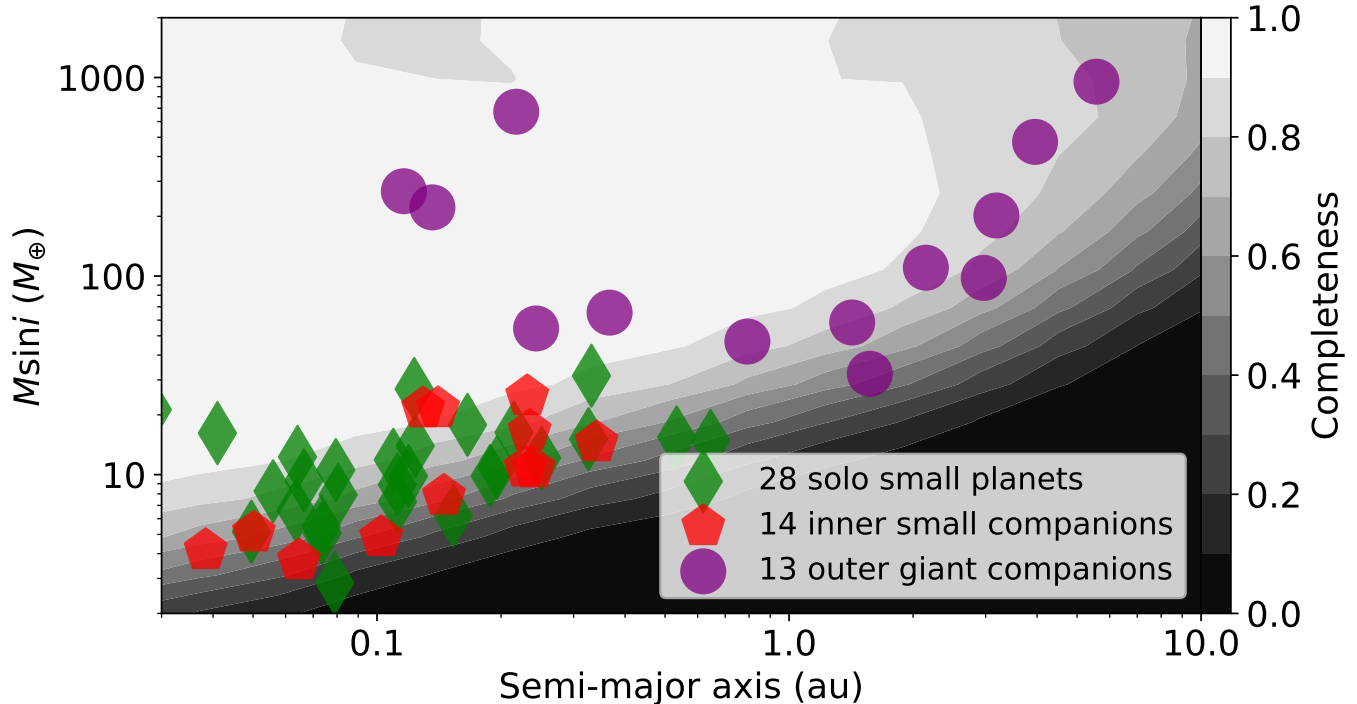 1000
100
10
Msini (M⊕)
0.1
1.0
10.0
Semi-major axis (au)
28 solo small planets
14 inner small companions
13 outer giant companions
1.0
0.8
0.6
0.4
0.2
0.0
Completeness